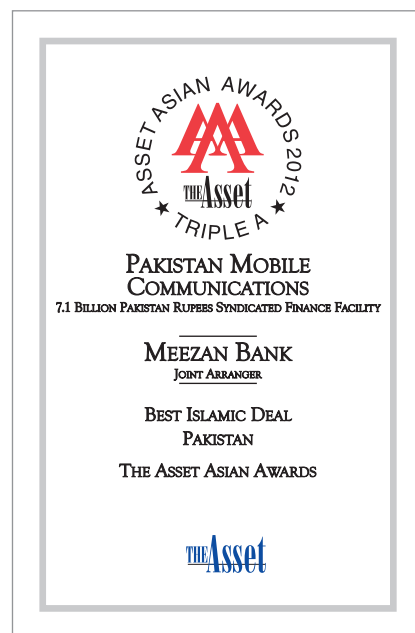 ASSET ASIAN AWARDS 2012
AAA
THE Asset
★ TRIPLE A ★
PAKISTAN MOBILE
COMMUNICATIONS
7.1 BILLION PAKISTAN RUPEES SYNDICATED FINANCE FACILITY
MEEZAN BANK
JOINT ARRANGER
BEST ISLAMIC DEAL
PAKISTAN
THE ASSET ASIAN AWARDS
THE Asset